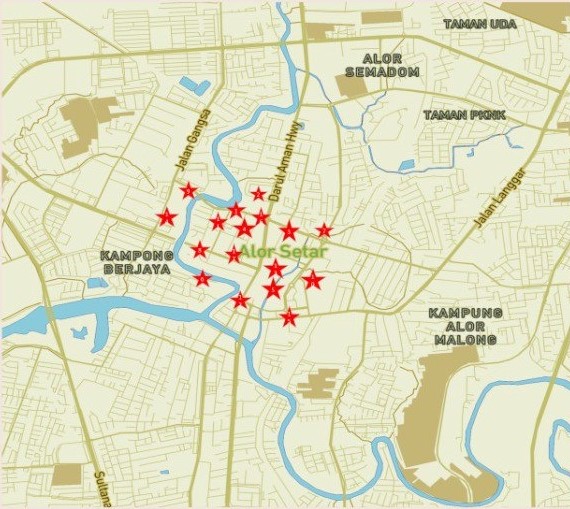 TAMAN UDA
ALOR
SEMADOM
TAMAN PKNK
Jalan Gangsa
Darul Aman Hwy
Jalan Langgar
Alor Setar
KAMPONG
BERJAYA
KAMPUNG
ALOR
MALONG
Sultana